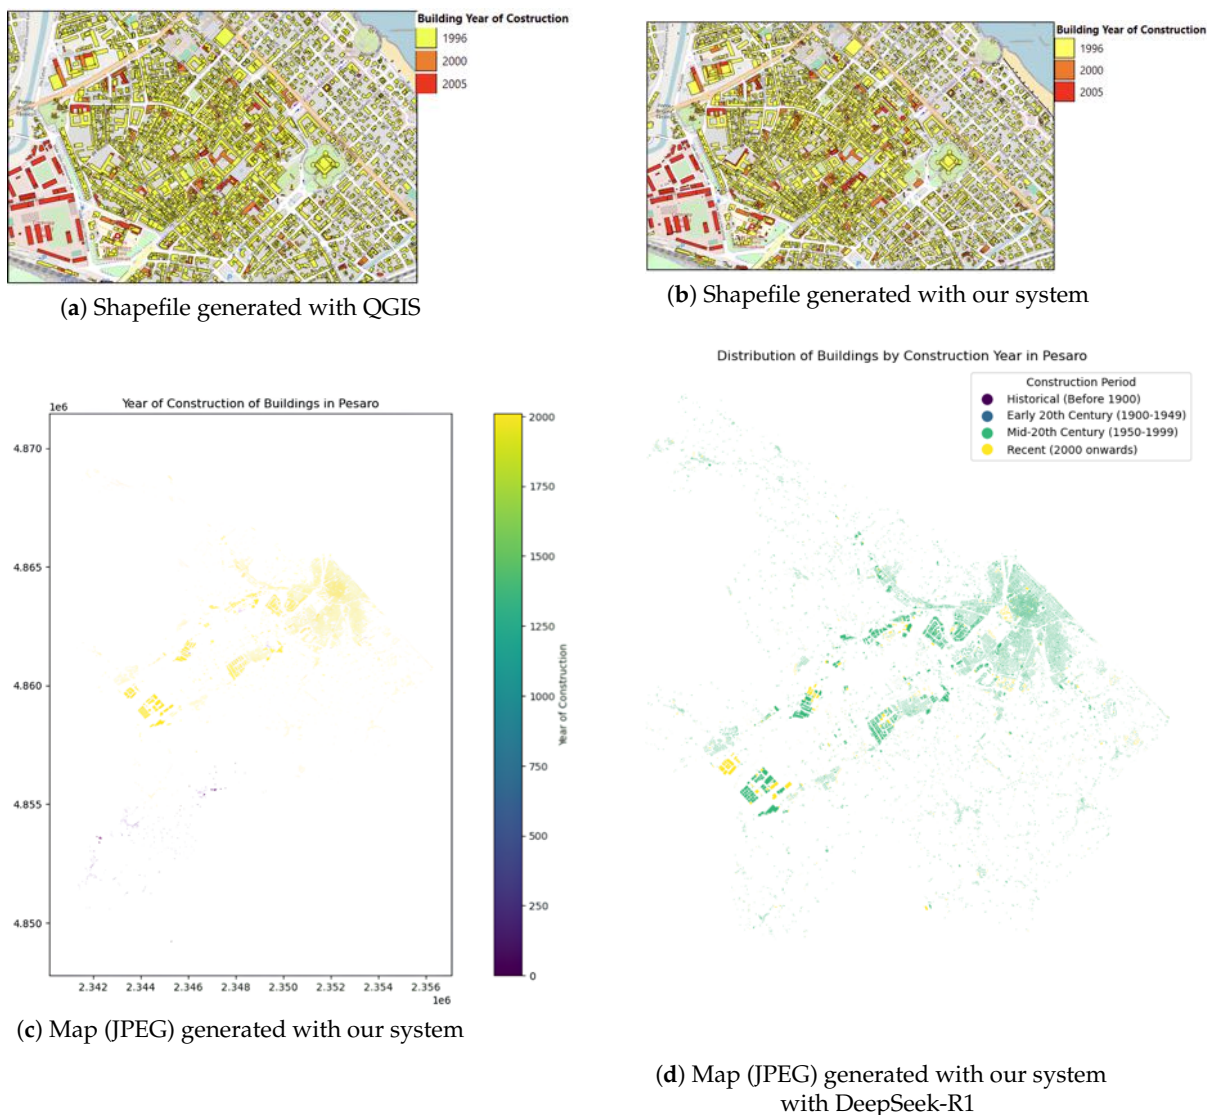 Building Year of Costruction
1996
2000
2005
(a) Shapefile generated with QGIS
Building Year of Construction
1996
2000
2005
(b) Shapefile generated with our system
Year of Construction of Buildings in Pesaro
1e6
4.870
4.865
4.860
4.855
4.850
2.342 2.344 2.346 2.348 2.350 2.352 2.354 2.356
1e6
2000
1750
1500
1250
1000
750
500
250
0
Year of Construction
(c) Map (JPEG) generated with our system
Distribution of Buildings by Construction Year in Pesaro
Construction Period
Historical (Before 1900)
Early 20th Century (1900-1949)
Mid-20th Century (1950-1999)
Recent (2000 onwards)
(d) Map (JPEG) generated with our system
with DeepSeek-R1